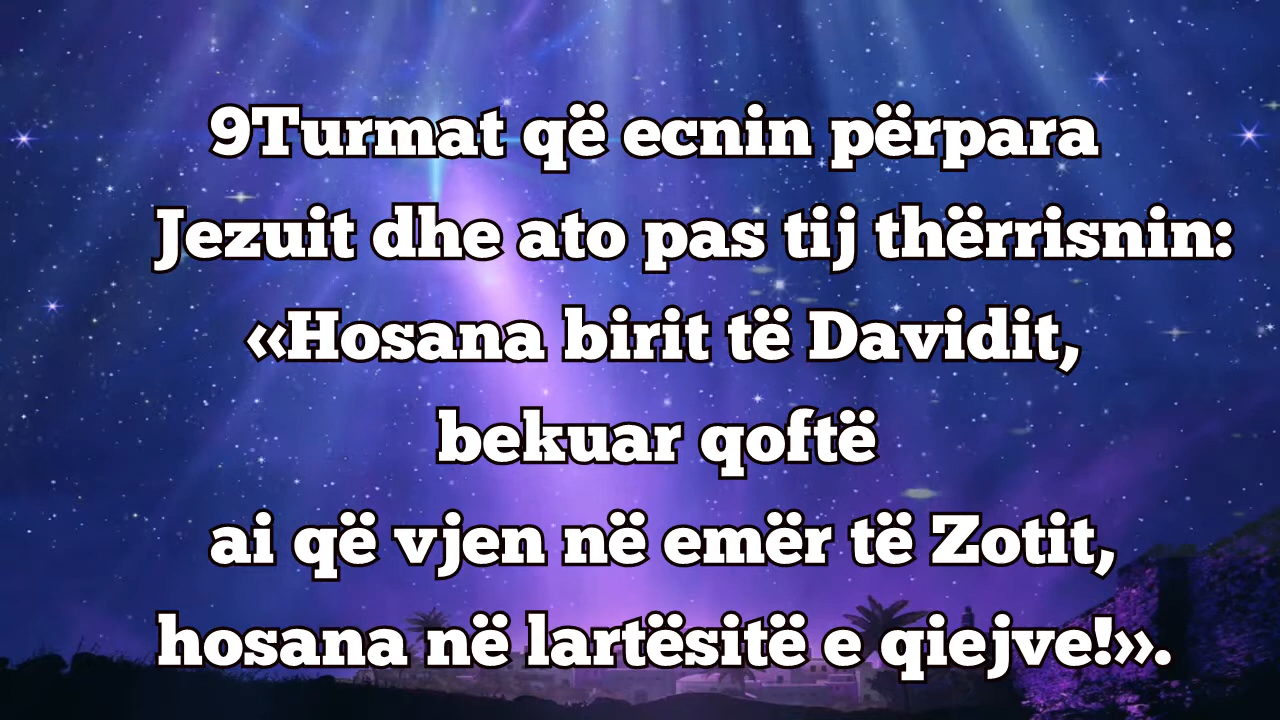 9Turmat që ecnin përpara
Jezuit dhe ato pas tij thërrisnin:
«Hosana birit të Davidit,
bekuar qoftë
ai që vjen në emër të Zotit,
hosana në lartësitë e qiejve!».